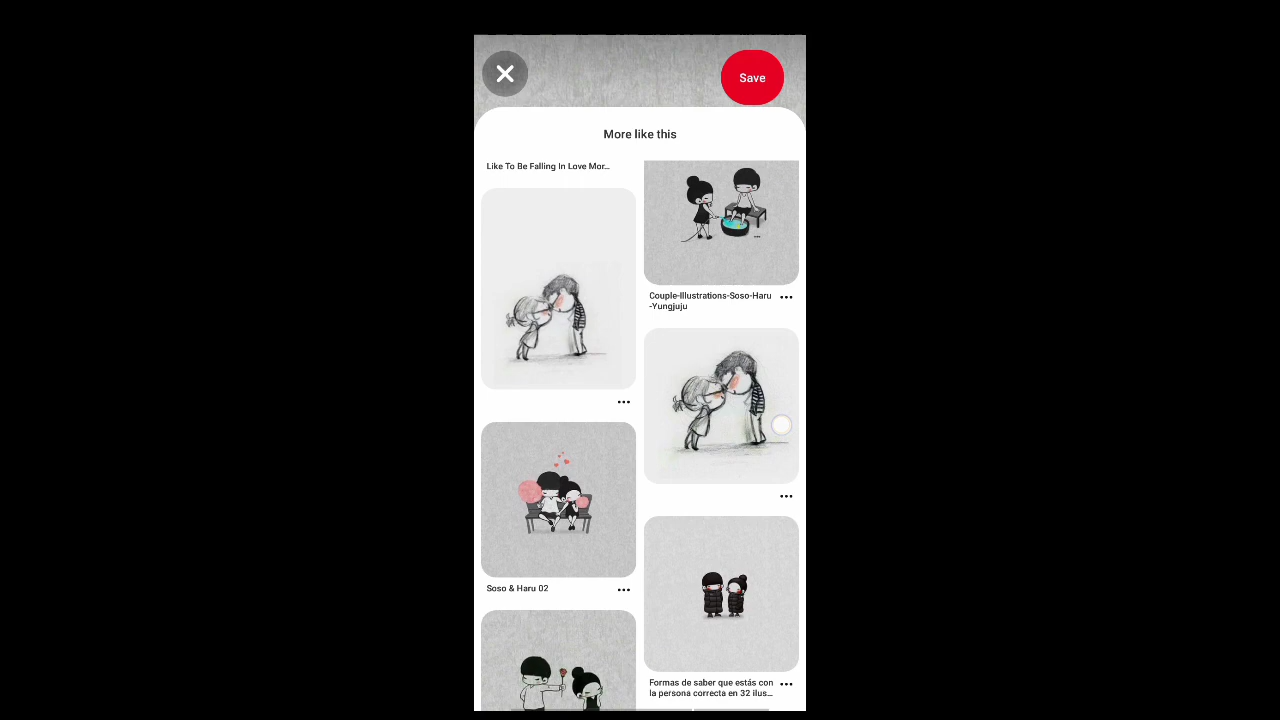 Save
More like this
Like To Be Falling In Love Mor...
Couple-Illustrations-Soso-Haru
-Yungjuju
Soso & Haru 02
Formas de saber que estás con
la persona correcta en 32 ilus...